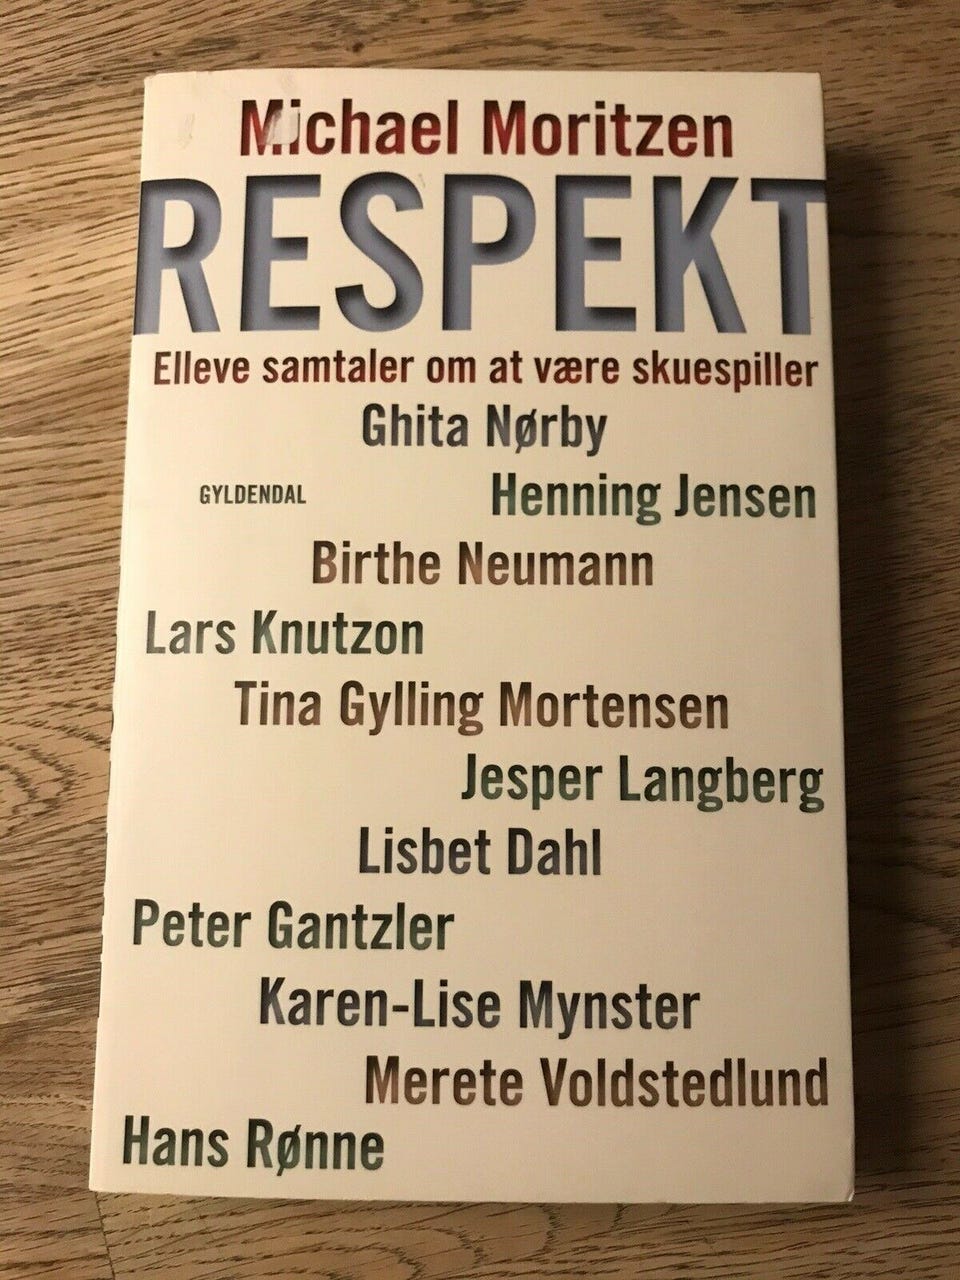 Michael Moritzen
RESPEKT
Elleve samtaler om at være skuespiller
Ghita Nørby
GYLDENDAL
Henning Jensen
Birthe Neumann
Lars Knutzon
Tina Gylling Mortensen
Jesper Langberg
Lisbet Dahl
Peter Gantzler
Karen-Lise Mynster
Merete Voldstedlund
Hans Rønne